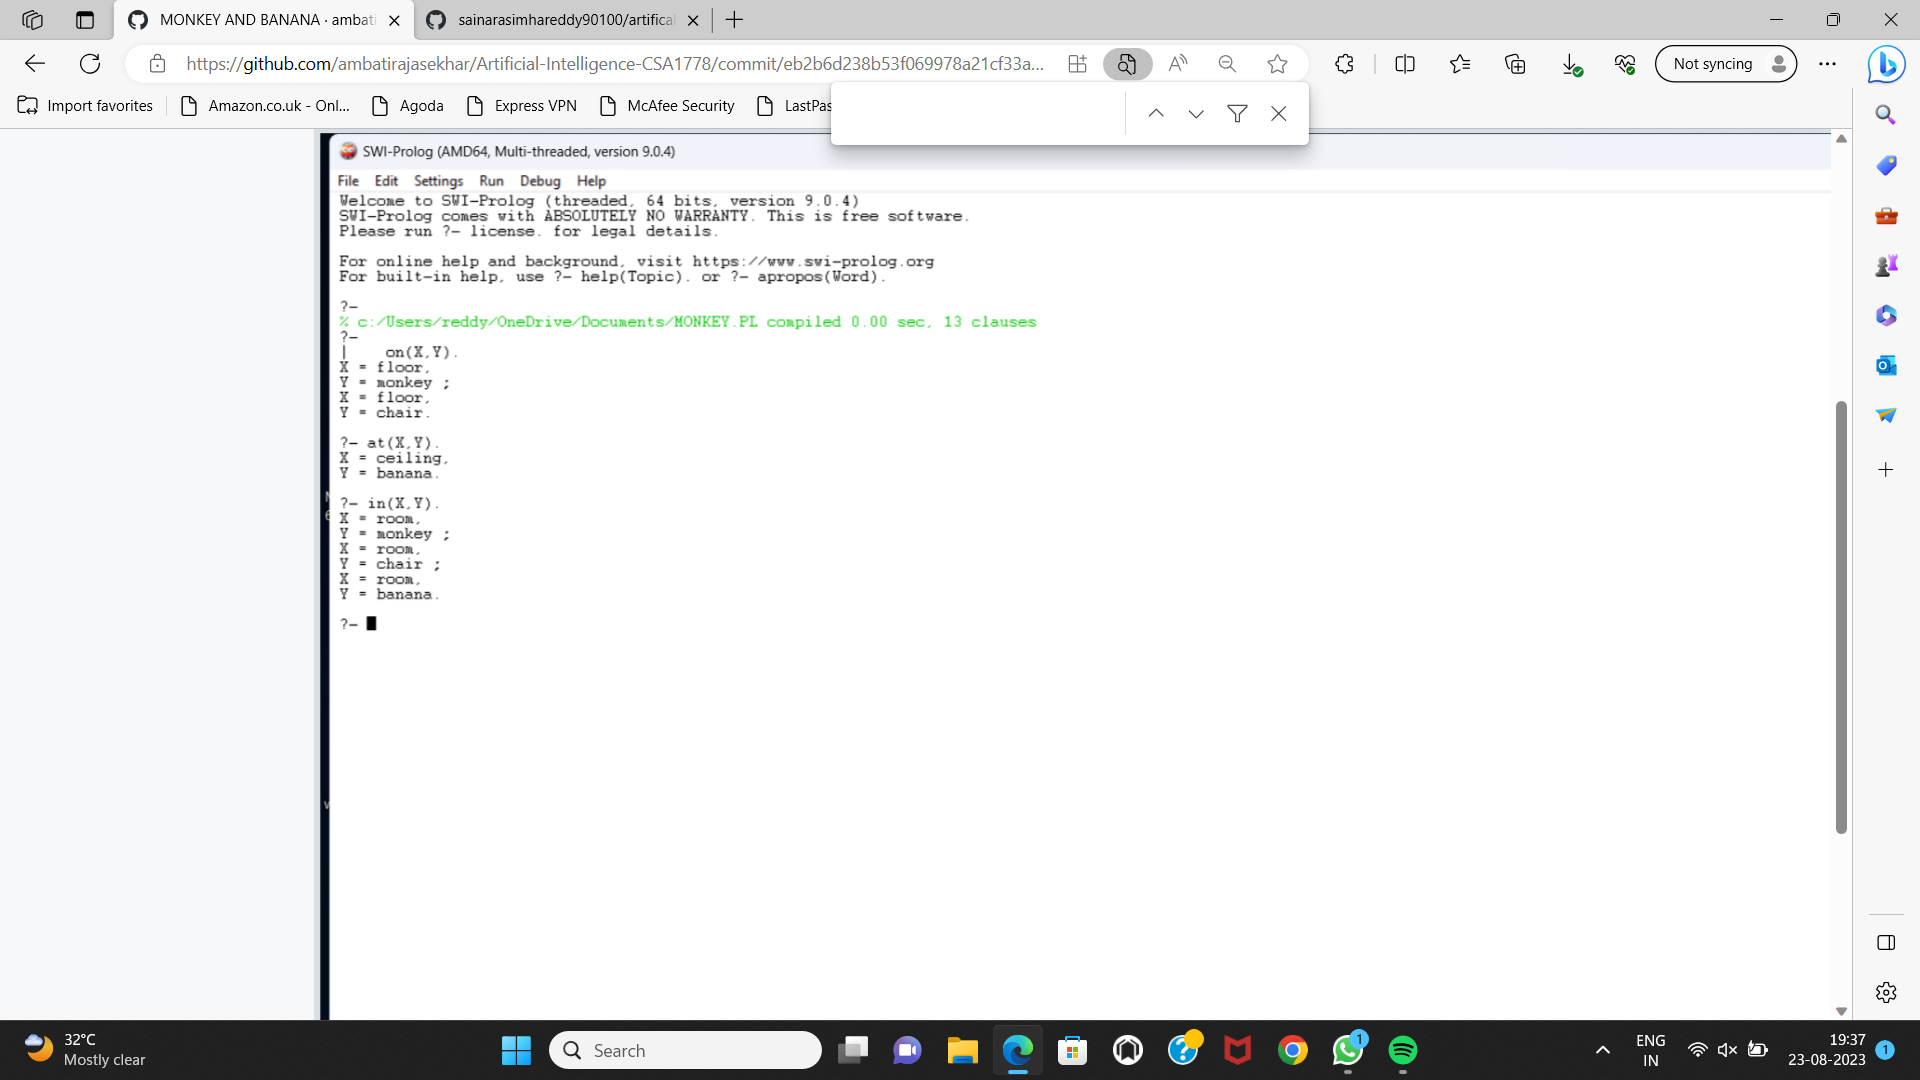 MONKEY AND BANANA · ambati
sainarasimhareddy90100/artifical
https://github.com/ambatirajasekhar/Artificial-Intelligence-CSA1778/commit/eb2b6d238b53f069978a21cf33a...
Not syncing
Import favorites
Amazon.co.uk - Onl...
Agoda
Express VPN
McAfee Security
LastPas
SWI-Prolog (AMD64, Multi-threaded, version 9.0.4)
File Edit Settings Run Debug Help
Welcome to SWI-Prolog (threaded, 64 bits, version 9.0.4)
SWI-Prolog comes with ABSOLUTELY NO WARRANTY. This is free software.
Please run ?- license. for legal details.
For online help and background, visit https://www.swi-prolog.org
For built-in help, use ?- help(Topic). or ?- apropos(Word).
?-
% c:/Users/reddy/OneDrive/Documents/MONKEY.PL compiled 0.00 sec, 13 clauses
?-
| on(X,Y).
X = floor,
Y = monkey ;
X = floor,
Y = chair.
?- at(X,Y).
X = ceiling,
Y = banana.
?- in(X,Y).
X = room,
Y = monkey ;
X = room,
Y = chair ;
X = room,
Y = banana.
?-
32°C
Mostly clear
Search
1
ENG
IN
19:37
23-08-2023
1